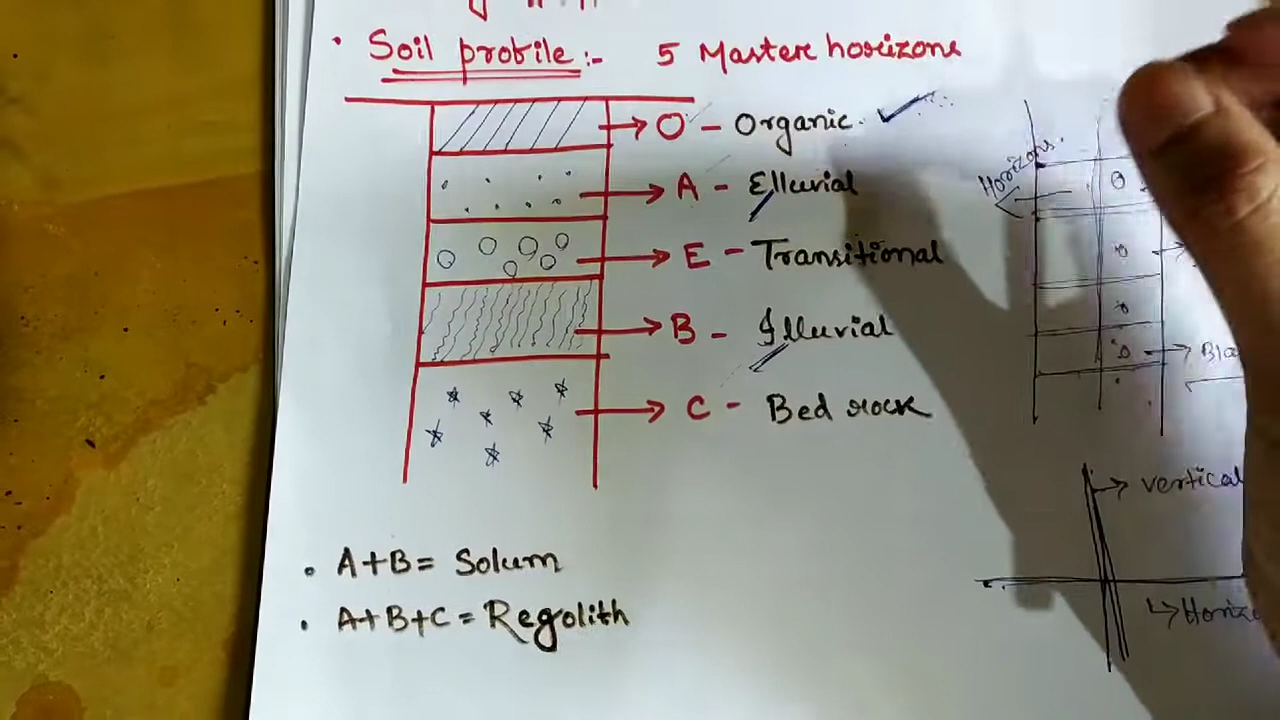 • Soil profile:- 5 Master horizons
O - Organic
A - Elluvial
E - Transitional
B - Illuvial
C - Bed rock
• A+B = Solum
• A+B+C = Regolith
Horizons.
vertical